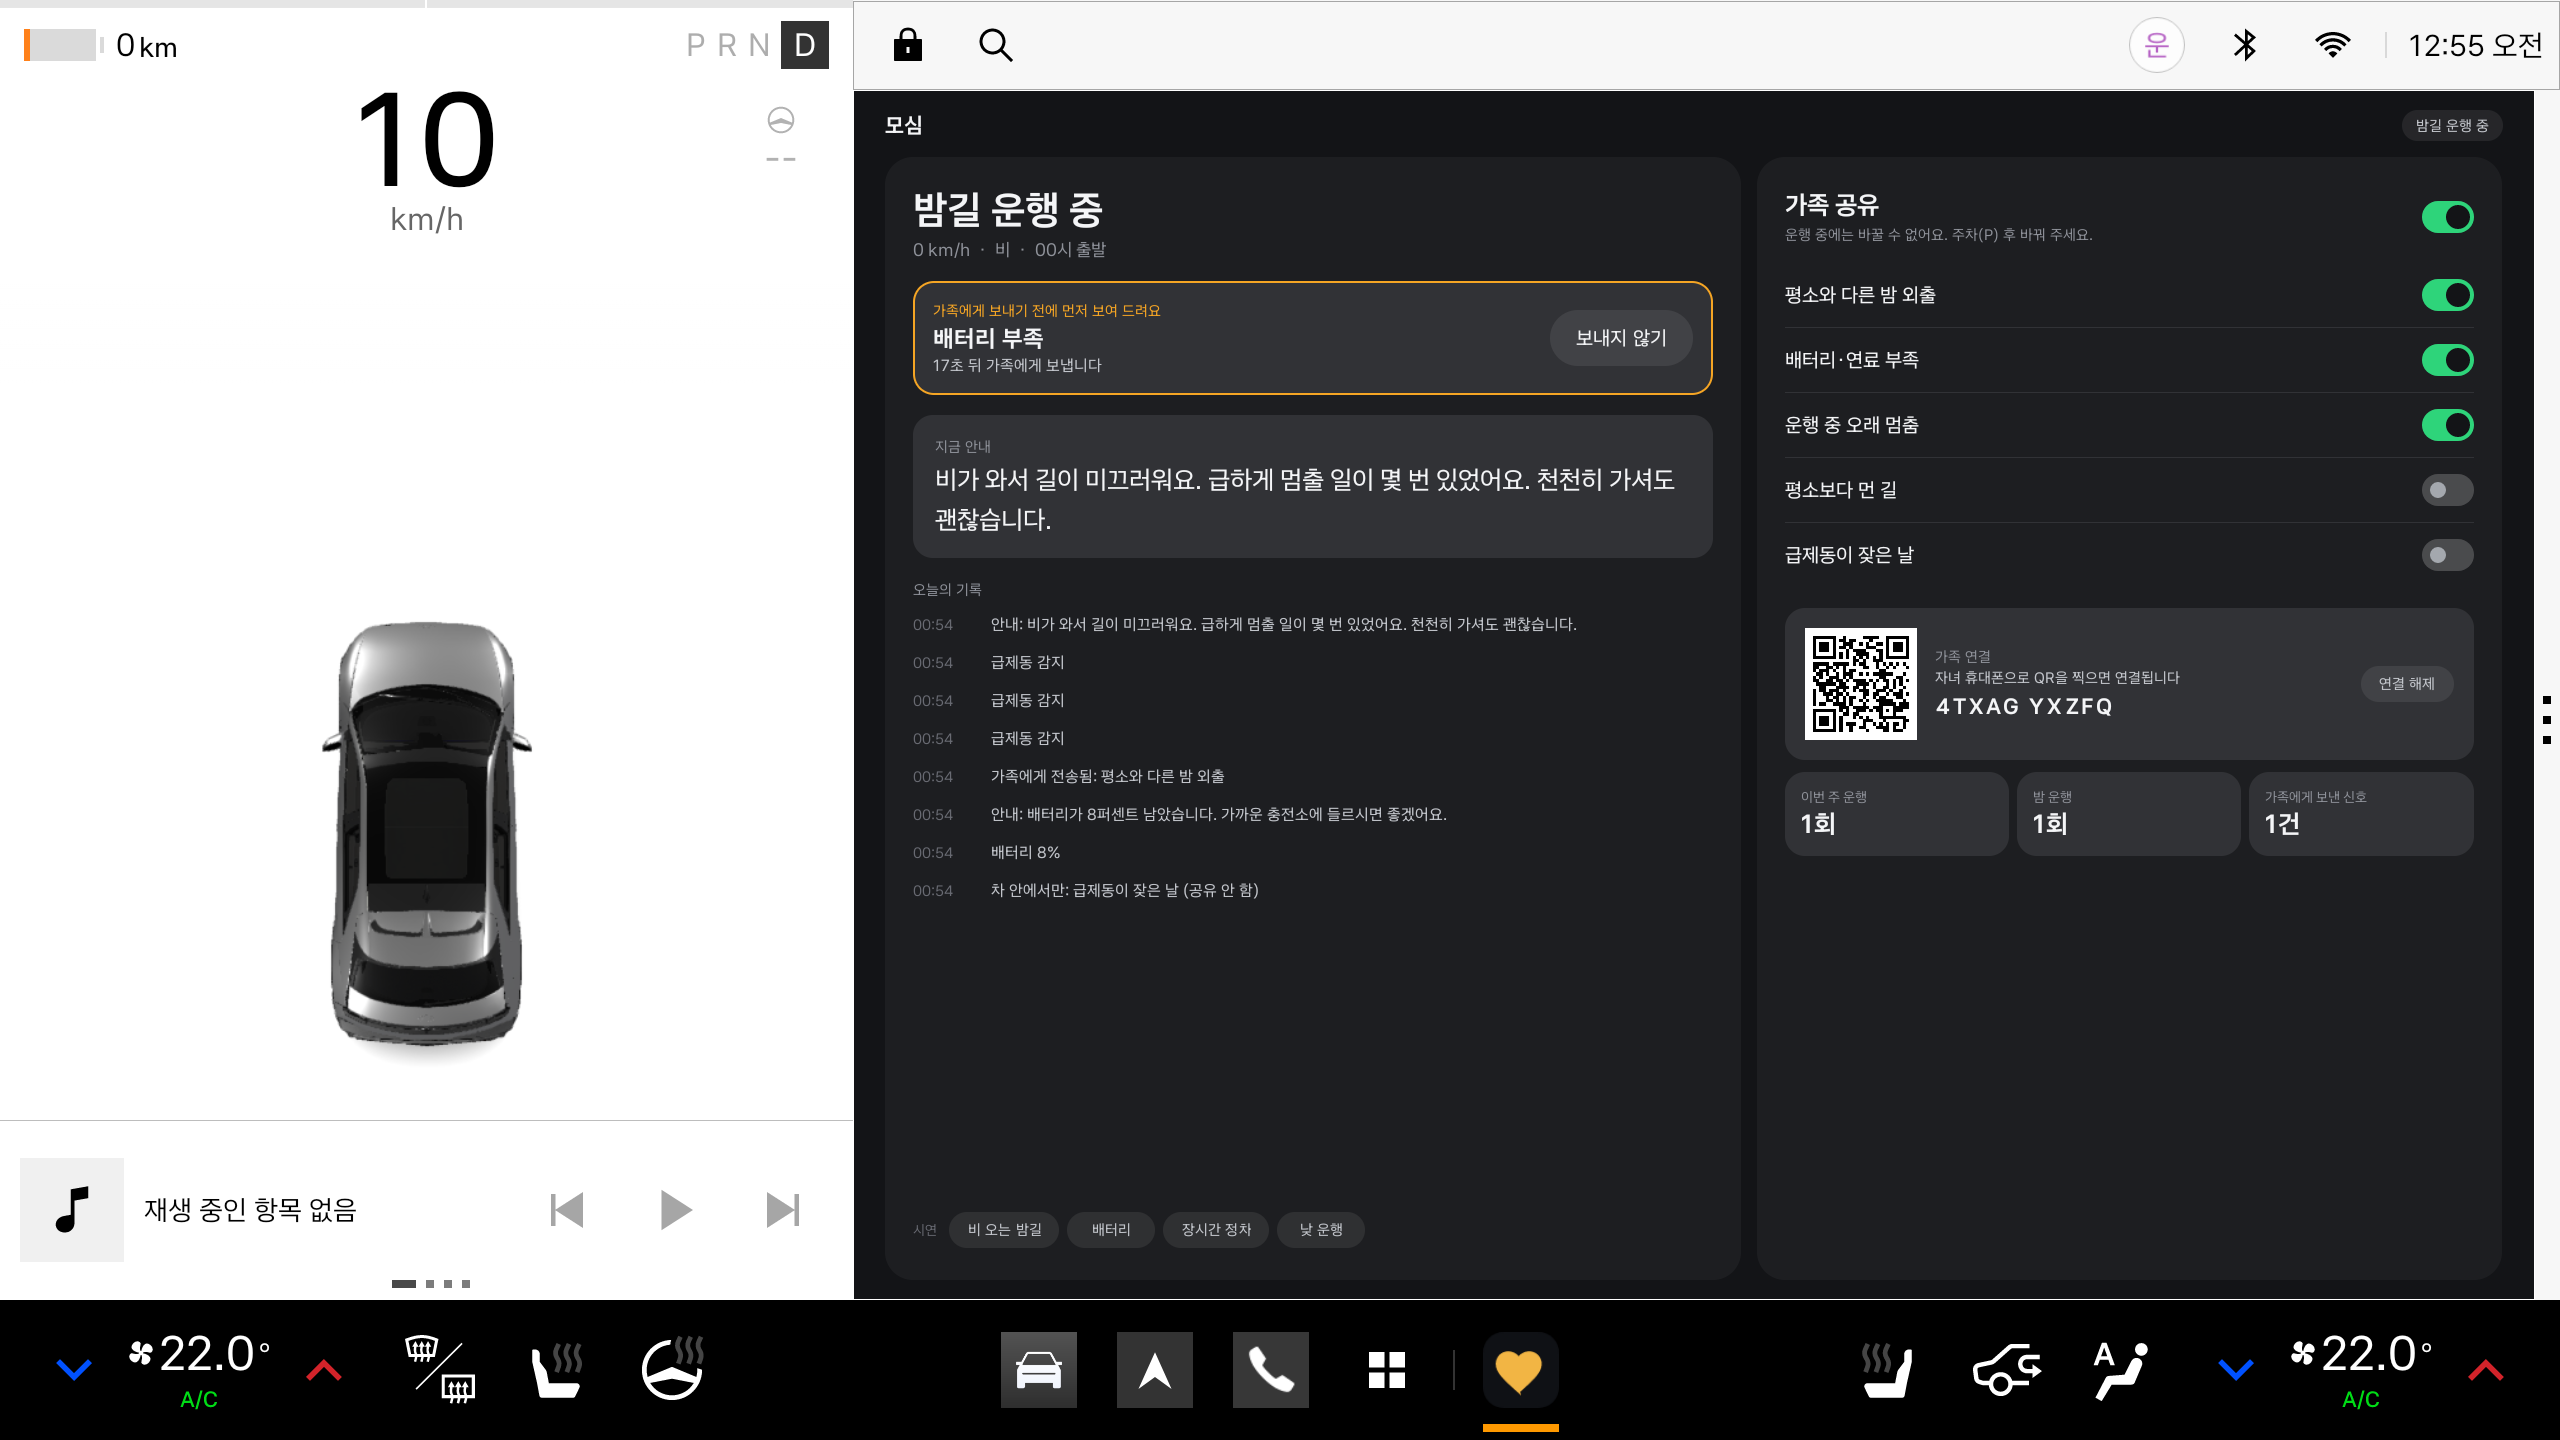 0 km
P R N D
10
km/h
--
운
12:55 오전
모심
밤길 운행 중
밤길 운행 중
0 km/h · 비 · 00시 출발
가족에게 보내기 전에 먼저 보여 드려요
배터리 부족
17초 뒤 가족에게 보냅니다
보내지 않기
지금 안내
비가 와서 길이 미끄러워요. 급하게 멈출 일이 몇 번 있었어요. 천천히 가셔도
괜찮습니다.
오늘의 기록
00:54 안내: 비가 와서 길이 미끄러워요. 급하게 멈출 일이 몇 번 있었어요. 천천히 가셔도 괜찮습니다.
00:54 급제동 감지
00:54 급제동 감지
00:54 급제동 감지
00:54 가족에게 전송됨: 평소와 다른 밤 외출
00:54 안내: 배터리가 8퍼센트 남았습니다. 가까운 충전소에 들르시면 좋겠어요.
00:54 배터리 8%
00:54 차 안에서만: 급제동이 잦은 날 (공유 안 함)
시연 비 오는 밤길 배터리 장시간 정차 낮 운행
가족 공유
운행 중에는 바꿀 수 없어요. 주차(P) 후 바꿔 주세요.
평소와 다른 밤 외출
배터리·연료 부족
운행 중 오래 멈춤
평소보다 먼 길
급제동이 잦은 날
가족 연결
자녀 휴대폰으로 QR을 찍으면 연결됩니다
4TXAG YXZFQ
연결 해제
이번 주 운행
1회
밤 운행
1회
가족에게 보낸 신호
1건
재생 중인 항목 없음
22.0°
A/C
A
22.0°
A/C